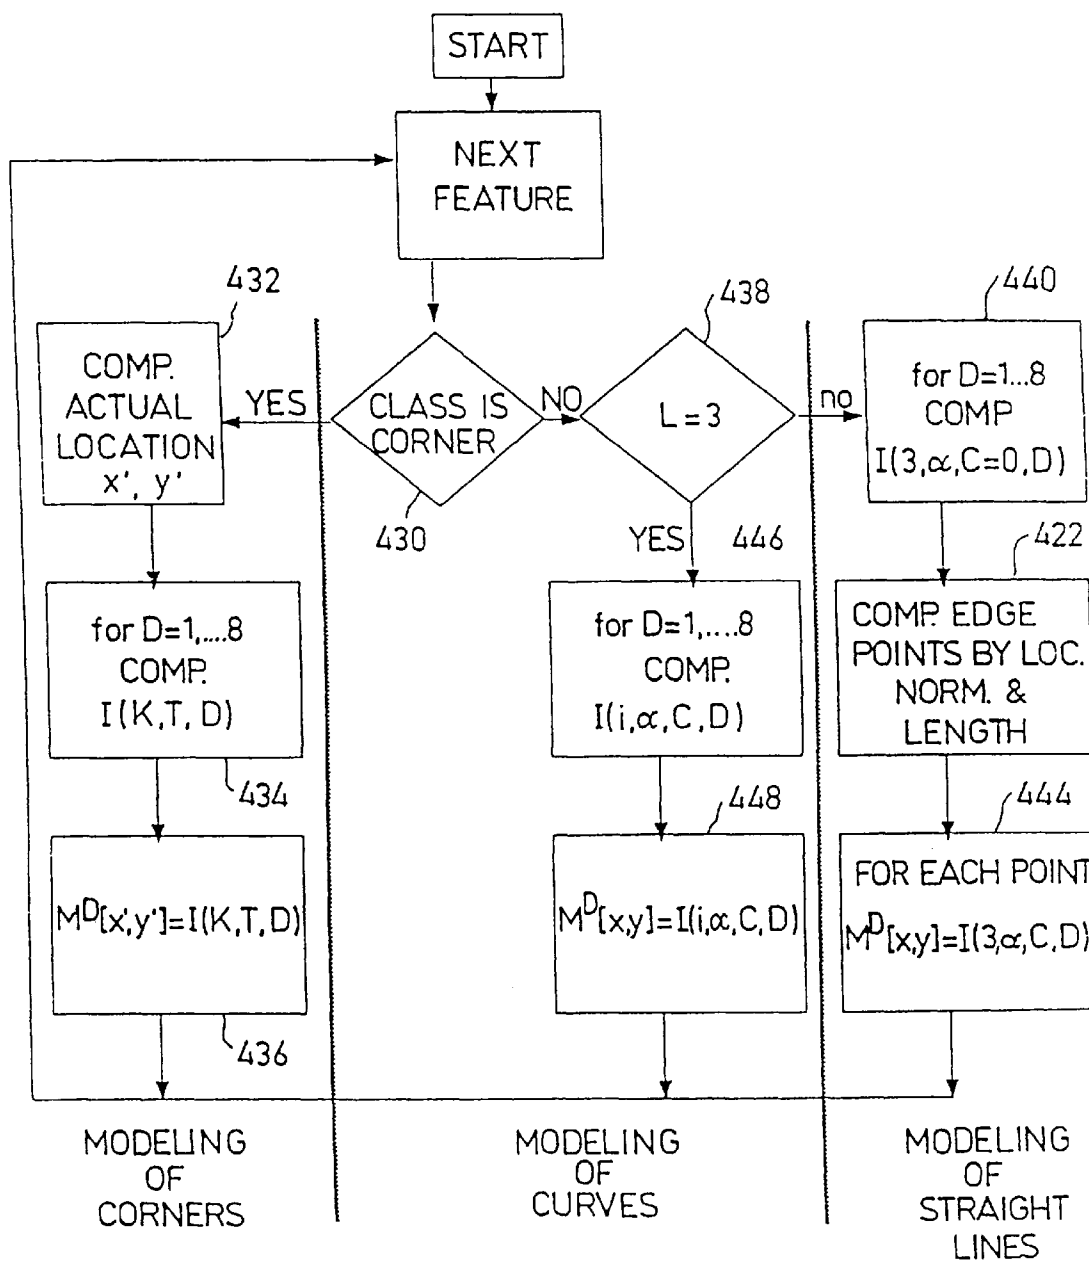 START
NEXT
FEATURE
432
COMP.
ACTUAL
LOCATION
x', y'
YES
CLASS IS
CORNER
430
NO
438
L=3
no
440
for D=1...8
COMP
I(3,α,C=0,D)
YES
446
422
for D=1,....8
COMP.
I(K,T,D)
434
for D=1,....8
COMP.
I(i,α,C,D)
448
COMP. EDGE
POINTS BY LOC.
NORM. &
LENGTH
444
M^D[x',y']=I(K,T,D)
436
M^D[x,y]=I(i,α,C,D)
FOR EACH POINT
M^D[x,y]=I(3,α,C,D)
MODELING
OF
CORNERS
MODELING
OF
CURVES
MODELING
OF
STRAIGHT
LINES